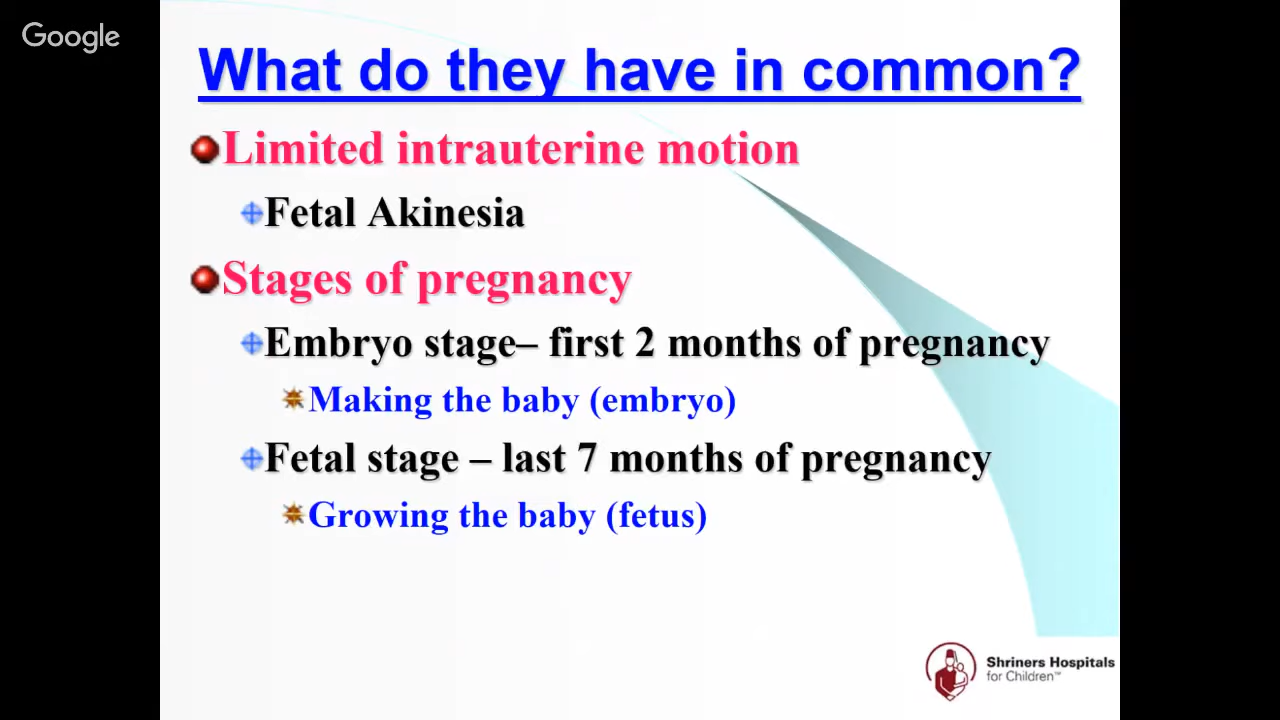 Google
What do they have in common?
Limited intrauterine motion
Fetal Akinesia
Stages of pregnancy
Embryo stage– first 2 months of pregnancy
Making the baby (embryo)
Fetal stage – last 7 months of pregnancy
Growing the baby (fetus)
Shriners Hospitals
for Children™